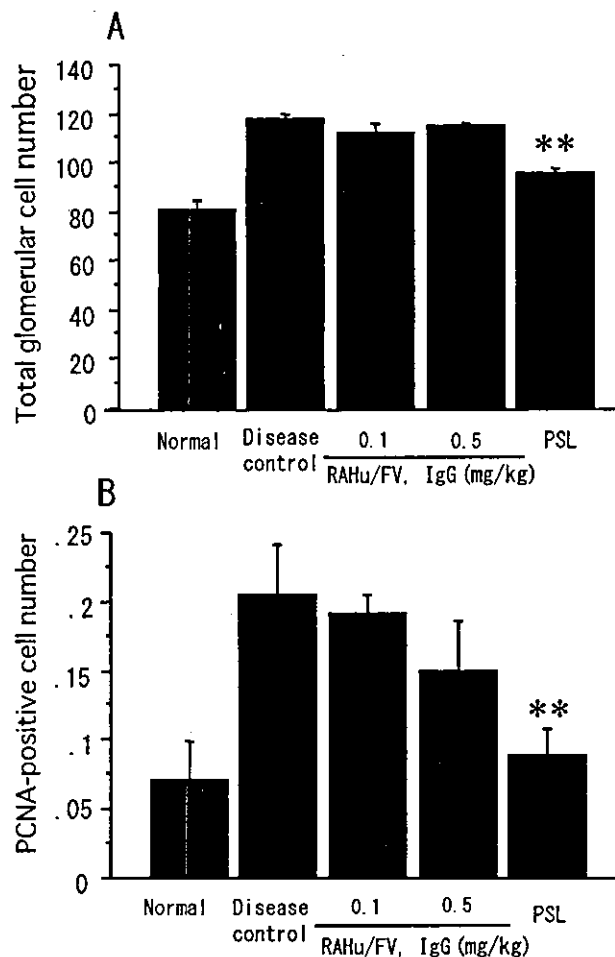 A
Total glomerular cell number
140
120
100
80
60
40
20
0
**
Normal Disease control 0.1 0.5 PSL
RAHu/FV, IgG (mg/kg)
B
PCNA-positive cell number
.25
.2
.15
.1
.05
0
**
Normal Disease control 0.1 0.5 PSL
RAHu/FV, IgG (mg/kg)